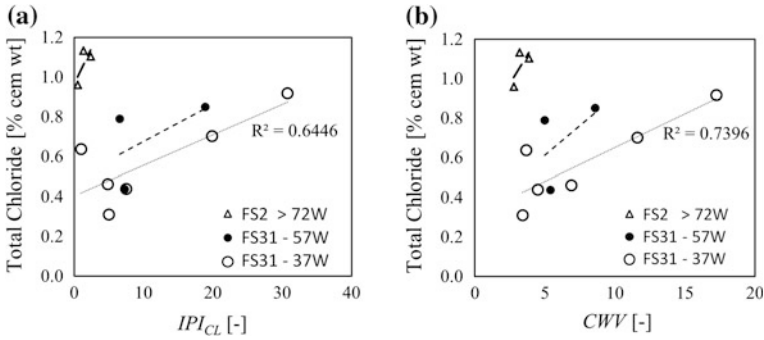 (a)
Total Chloride [% cem wt]
1.2
1.0
0.8
0.6
0.4
0.2
0.0
R² = 0.6446
FS2 > 72W
FS31 - 57W
FS31 - 37W
0 10 20 30 40
IPI_CL [-]
(b)
Total Chloride [% cem wt]
1.2
1.0
0.8
0.6
0.4
0.2
0.0
R² = 0.7396
FS2 > 72W
FS31 - 57W
FS31 - 37W
0 5 10 15 20
CWV [-]